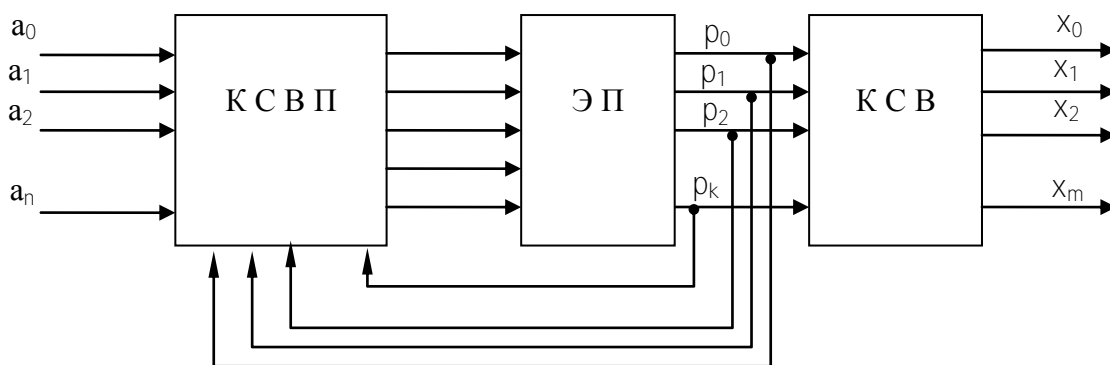 a₀
a₁
a₂
aₙ
К С В П
Э П
p₀
p₁
p₂
pₖ
К С В
x₀
x₁
x₂
xₘ